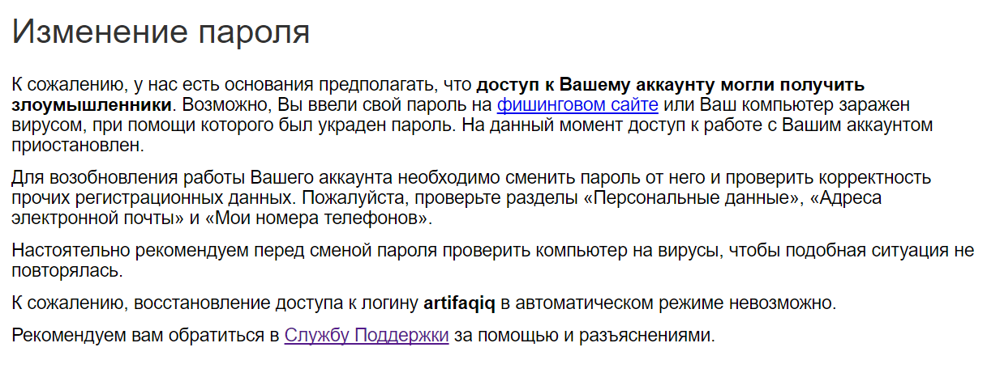 Изменение пароля
К сожалению, у нас есть основания предполагать, что доступ к Вашему аккаунту могли получить
злоумышленники. Возможно, Вы ввели свой пароль на фишинговом сайте или Ваш компьютер заражен
вирусом, при помощи которого был украден пароль. На данный момент доступ к работе с Вашим аккаунтом
приостановлен.
Для возобновления работы Вашего аккаунта необходимо сменить пароль от него и проверить корректность
прочих регистрационных данных. Пожалуйста, проверьте разделы «Персональные данные», «Адреса
электронной почты» и «Мои номера телефонов».
Настоятельно рекомендуем перед сменой пароля проверить компьютер на вирусы, чтобы подобная ситуация не
повторялась.
К сожалению, восстановление доступа к логину artifaqiq в автоматическом режиме невозможно.
Рекомендуем вам обратиться в Службу Поддержки за помощью и разъяснениями.